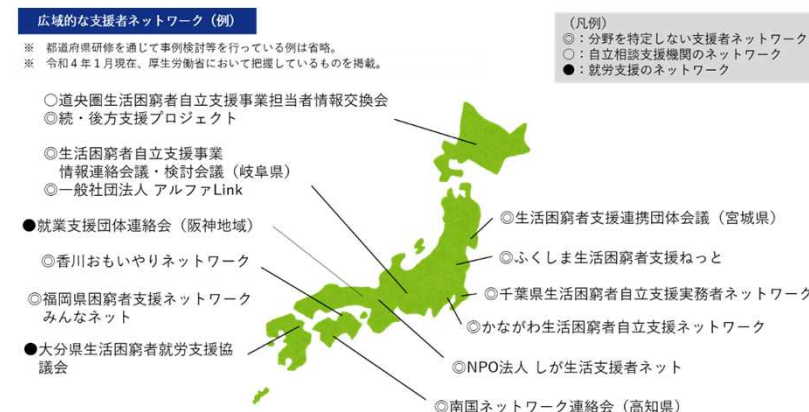 広域的な支援者ネットワーク（例）
※　都道府県研修を通じて事例検討等を行っている例は省略。
※　令和４年１月現在、厚生労働省において把握しているものを掲載。
（凡例）
◎：分野を特定しない支援者ネットワーク
○：自立相談支援機関のネットワーク
●：就労支援のネットワーク
○道央圏生活困窮者自立支援事業担当者情報交換会
◎続・後方支援プロジェクト
◎生活困窮者自立支援事業
情報連絡会議・検討会議（岐阜県）
◎一般社団法人 アルファLink
●就業支援団体連絡会（阪神地域）
◎香川おもいやりネットワーク
◎福岡県困窮者支援ネットワーク
みんなネット
●大分県生活困窮者就労支援協
議会
◎生活困窮者支援連携団体会議（宮城県）
◎ふくしま生活困窮者支援ねっと
◎千葉県生活困窮者自立支援実務者ネットワーク
◎かながわ生活困窮者自立支援ネットワーク
◎NPO法人 しが生活支援者ネット
◎南国ネットワーク連絡会（高知県）